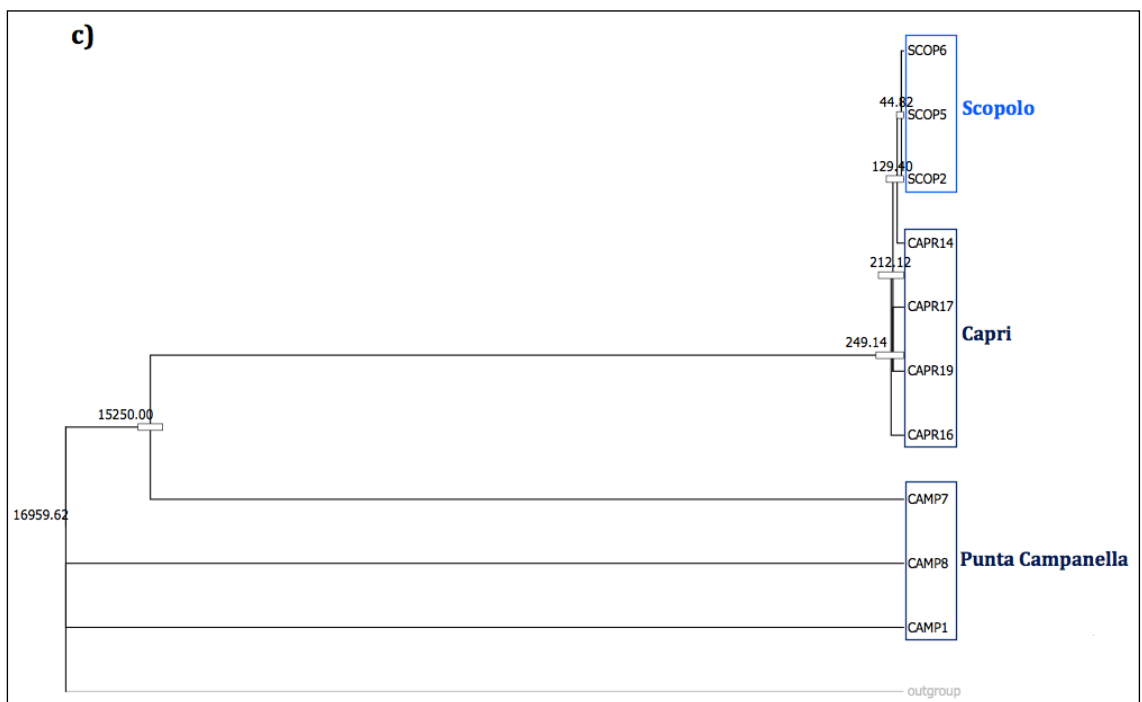 c)
SCOP6
44.82
SCOP5
Scopolo
129.40
SCOP2
CAPR14
212.12
CAPR17
Capri
249.14
CAPR19
15250.00
CAPR16
CAMP7
16959.62
CAMP8
Punta Campanella
CAMP1
outgroup